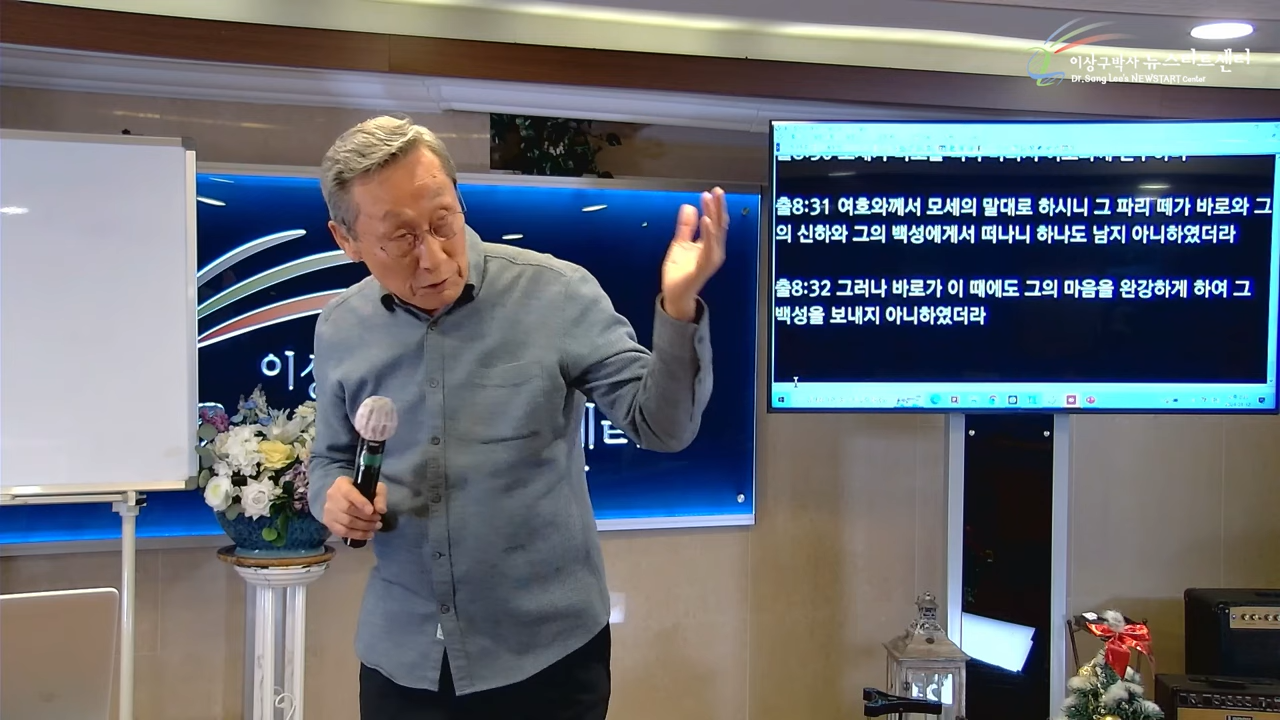 이상구박사 뉴스타트센터
Dr. Sang Lee's NEWSTART Center
출8:31 여호와께서 모세의 말대로 하시니 그 파리 떼가 바로와 그
의 신하와 그의 백성에게서 떠나니 하나도 남지 아니하였더라
출8:32 그러나 바로가 이 때에도 그의 마음을 완강하게 하여 그
백성을 보내지 아니하였더라